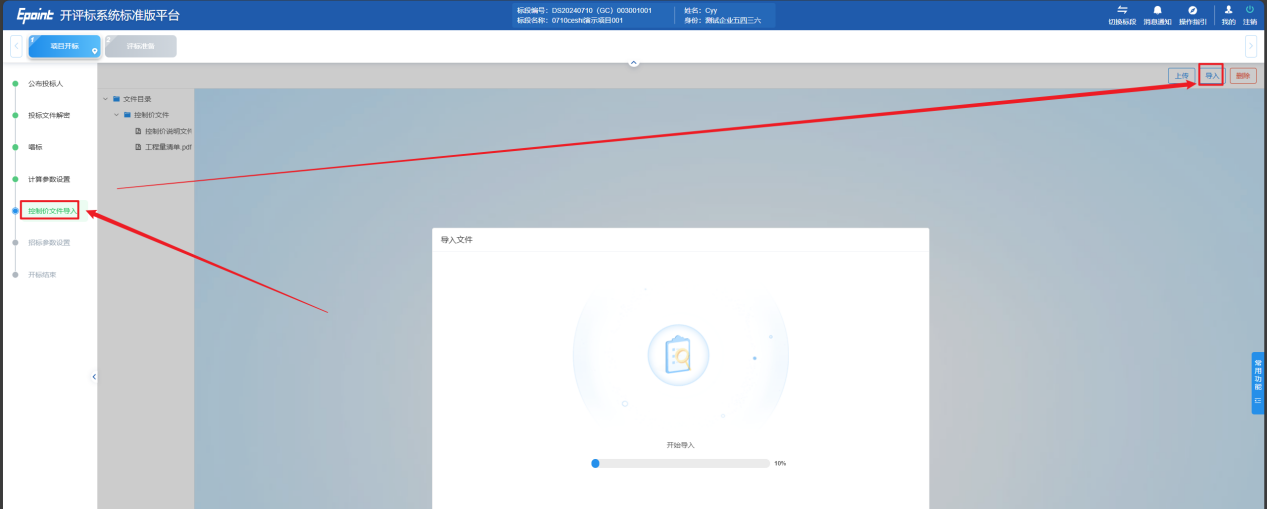 Epoint 开评标系统标准版平台
标段编号：DS20240710（GC）003001001
标段名称：0710ceshi演示项目001
姓名：Cyy
身份：测试企业五四三六
切换标段 消息通知 操作指引 我的 注销
1 项目开标
2 评标准备
上传 导入 删除
公布投标人
投标文件解密
唱标
计算参数设置
控制价文件导入
招标参数设置
开标结束
文件目录
控制价文件
控制价说明文件
工程量清单.pdf
导入文件
开始导入
10%
常用功能